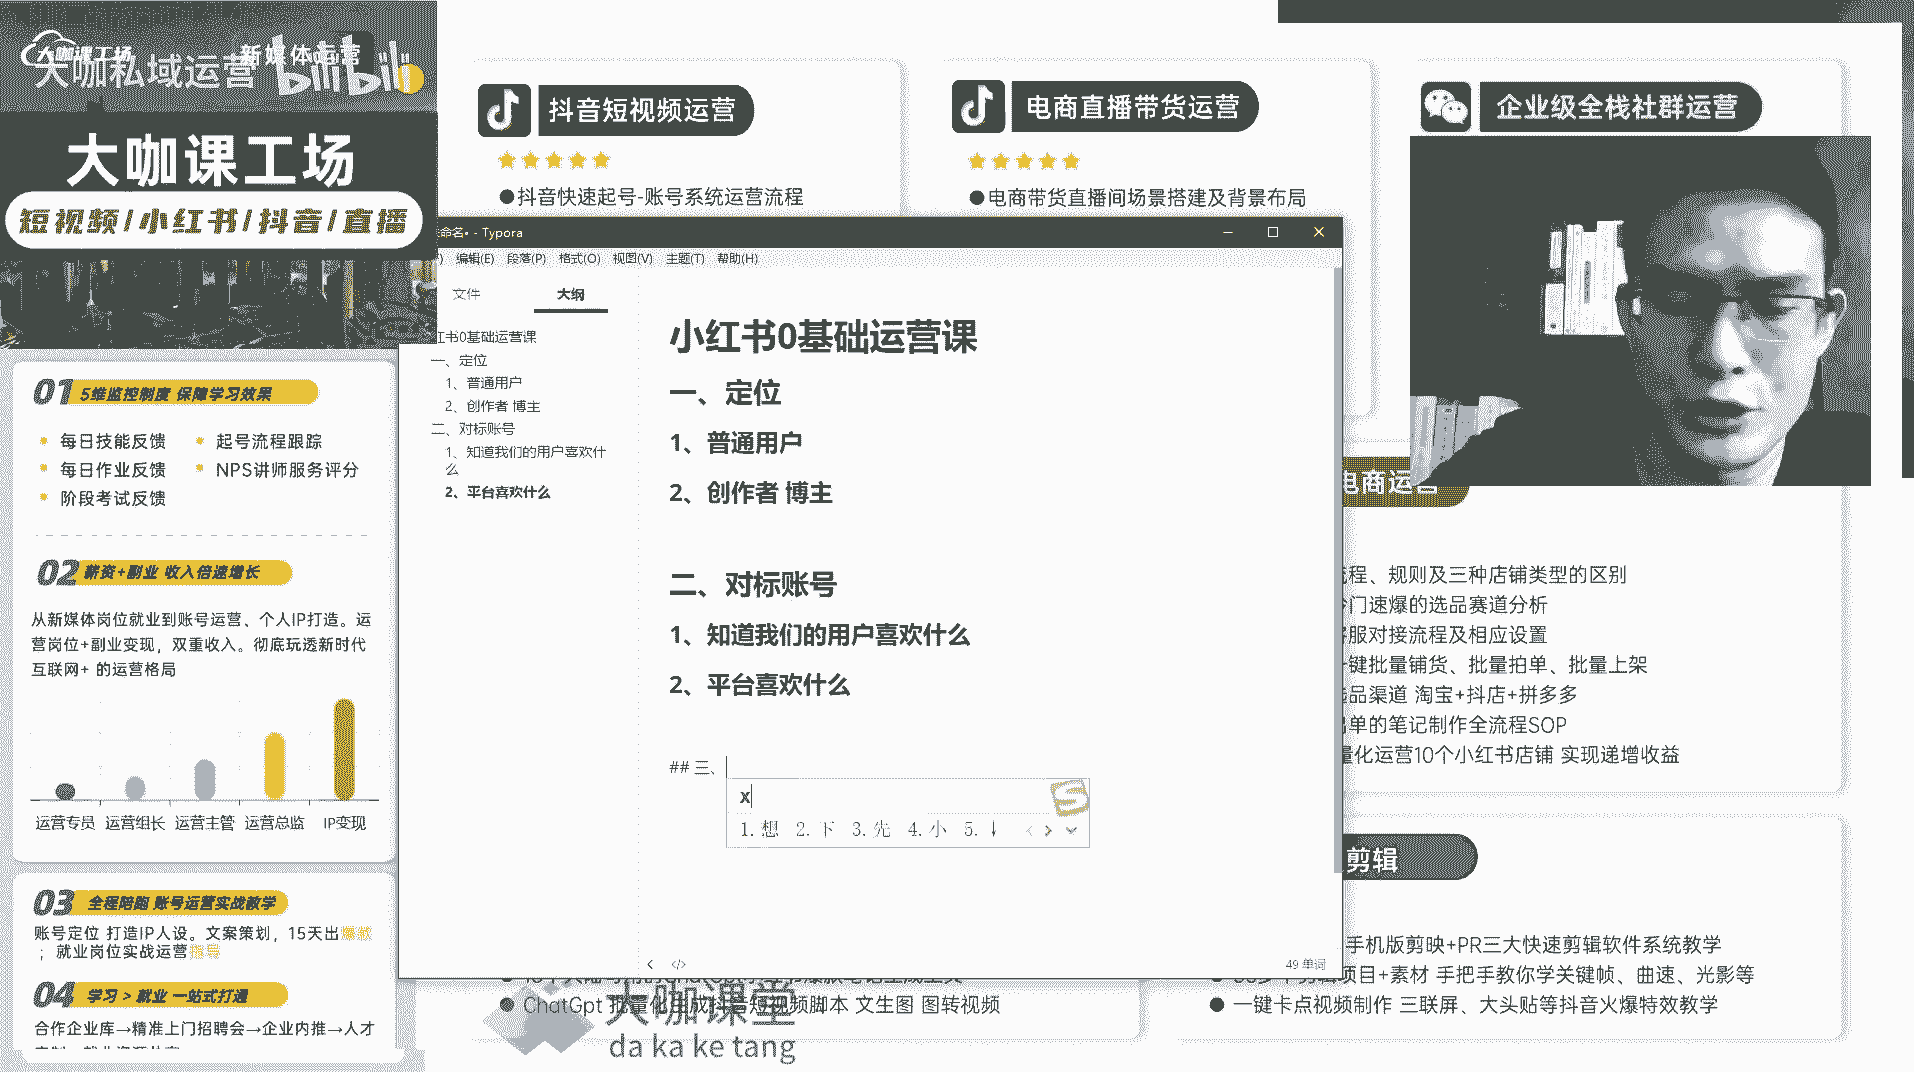 大咖课工场
新媒体运营
大咖私域运营
bilibili
大咖课工场
短视频/小红书/抖音/直播
01 5维监控制度 保障学习效果
每日技能反馈
起号流程跟踪
每日作业反馈
NPS讲师服务评分
阶段考试反馈
02 薪资+副业 收入倍速增长
从新媒体岗位就业到账号运营、个人IP打造。运
营岗位+副业变现，双重收入。彻底玩透新时代
互联网+ 的运营格局
运营专员 运营组长 运营主管 运营总监 IP变现
03 全程陪跑 账号运营实战教学
账号定位 打造IP人设。文案策划，15天出爆款
；就业岗位实战运营指导
04 学习 > 就业 一站式打通
合作企业库→精准上门招聘会→企业内推→人才
抖音短视频运营
●抖音快速起号-账号系统运营流程
电商直播带货运营
●电商带货直播间场景搭建及背景布局
企业级全栈社群运营
命名• - Typora
编辑(E) 段落(P) 格式(O) 视图(V) 主题(T) 帮助(H)
文件 大纲
红书0基础运营课
一、定位
1、普通用户
2、创作者 博主
二、对标账号
1、知道我们的用户喜欢什
么
2、平台喜欢什么
小红书0基础运营课
一、定位
1、普通用户
2、创作者 博主
二、对标账号
1、知道我们的用户喜欢什么
2、平台喜欢什么
## 三、
x
1.想 2.下 3.先 4.小 5.↓
49 单词
电商运营
流程、规则及三种店铺类型的区别
冷门速爆的选品赛道分析
客服对接流程及相应设置
一键批量铺货、批量拍单、批量上架
选品渠道 淘宝+抖店+拼多多
出单的笔记制作全流程SOP
量化运营10个小红书店铺 实现递增收益
剪辑
手机版剪映+PR三大快速剪辑软件系统教学
项目+素材 手把手教你学关键帧、曲速、光影等
● 一键卡点视频制作 三联屏、大头贴等抖音火爆特效教学
● ChatGpt 批量化生成抖音短视频脚本 文生图 图转视频
大咖课堂
da ka ke tang